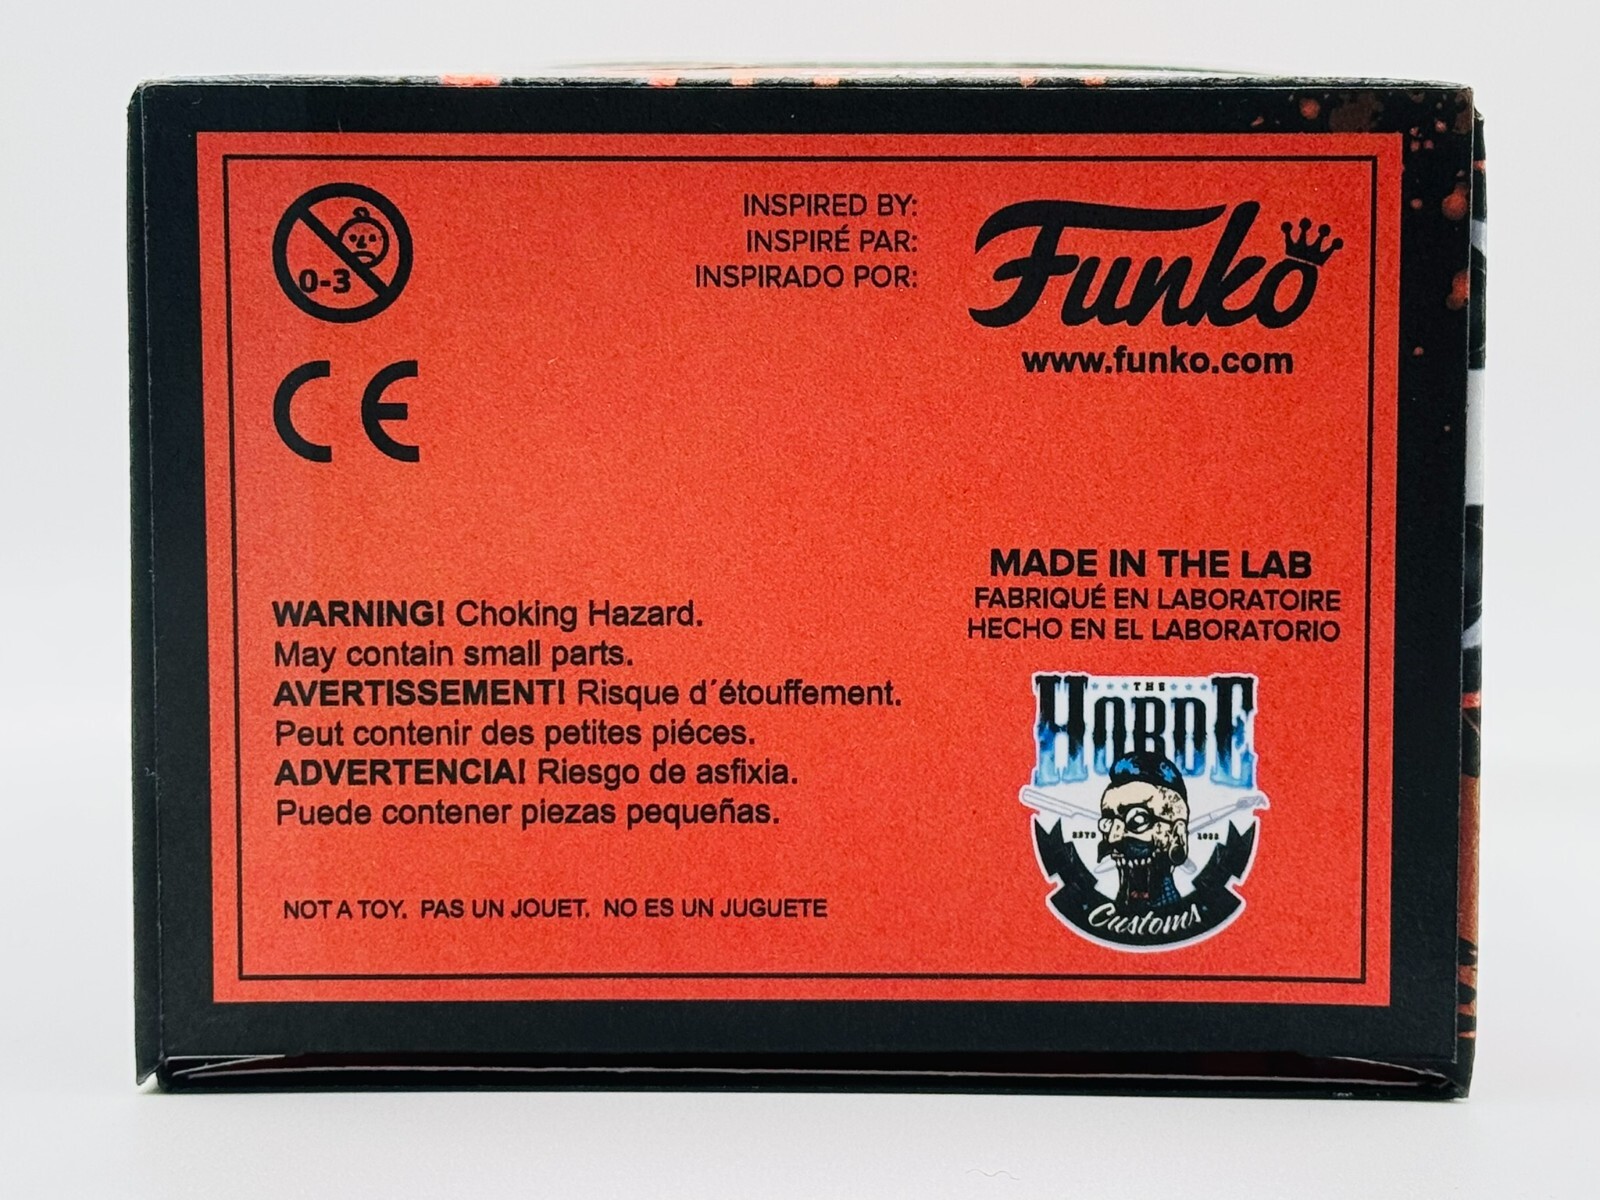 0-3
INSPIRED BY:
INSPIRÉ PAR:
INSPIRADO POR:
Funko
www.funko.com
CE
MADE IN THE LAB
FABRIQUÉ EN LABORATOIRE
HECHO EN EL LABORATORIO
WARNING! Choking Hazard.
May contain small parts.
AVERTISSEMENT! Risque d´étouffement.
Peut contenir des petites piéces.
ADVERTENCIA! Riesgo de asfixia.
Puede contener piezas pequeñas.
NOT A TOY. PAS UN JOUET. NO ES UN JUGUETE
THE
HORDE
ESTD 2022
Customs